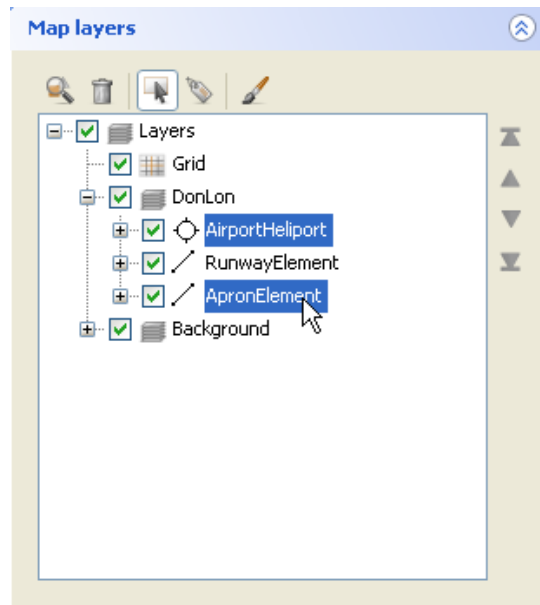 Map layers
Layers
Grid
DonLon
AirportHeliport
RunwayElement
ApronElement
Background